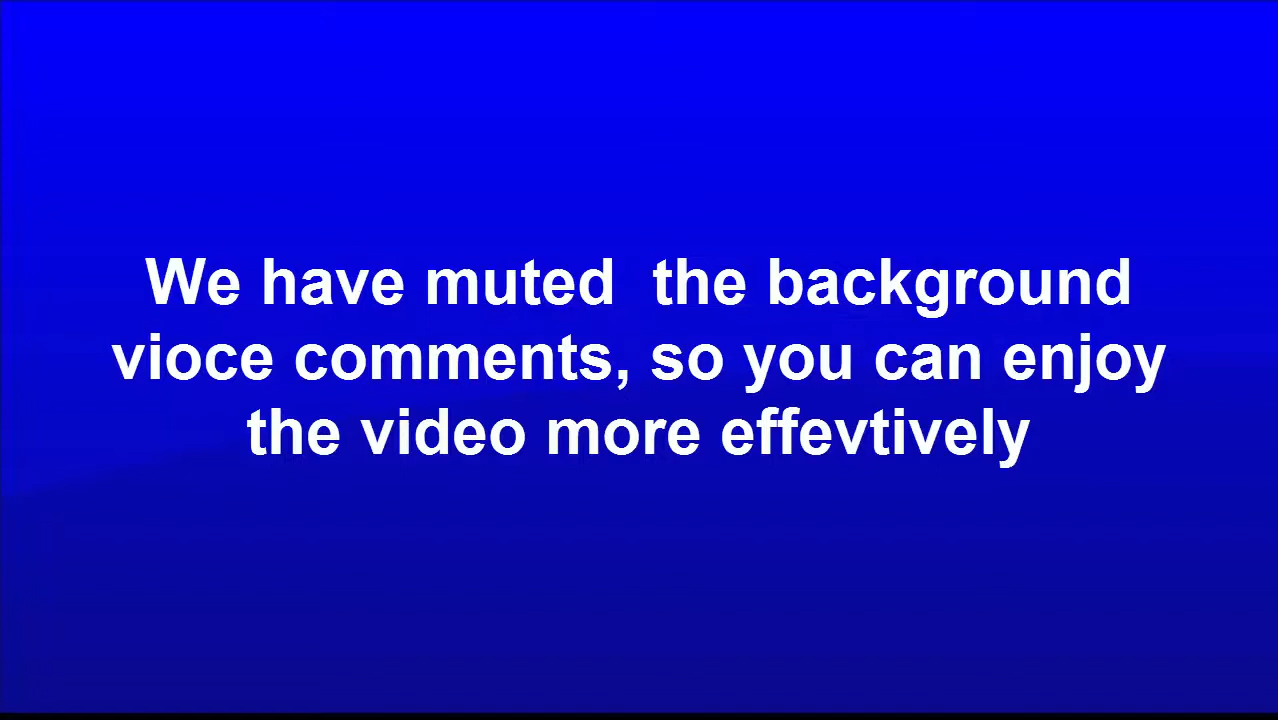 We have muted  the background
vioce comments, so you can enjoy
the video more effevtively